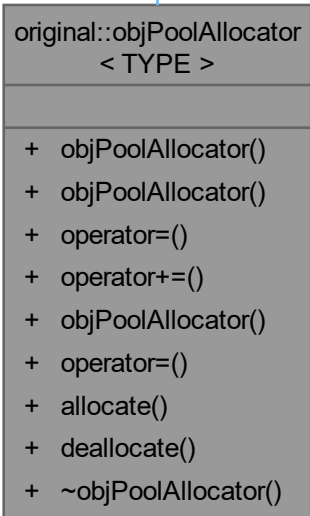 original::objPoolAllocator
< TYPE >
+ objPoolAllocator()
+ objPoolAllocator()
+ operator=()
+ operator+=()
+ objPoolAllocator()
+ operator=()
+ allocate()
+ deallocate()
+ ~objPoolAllocator()